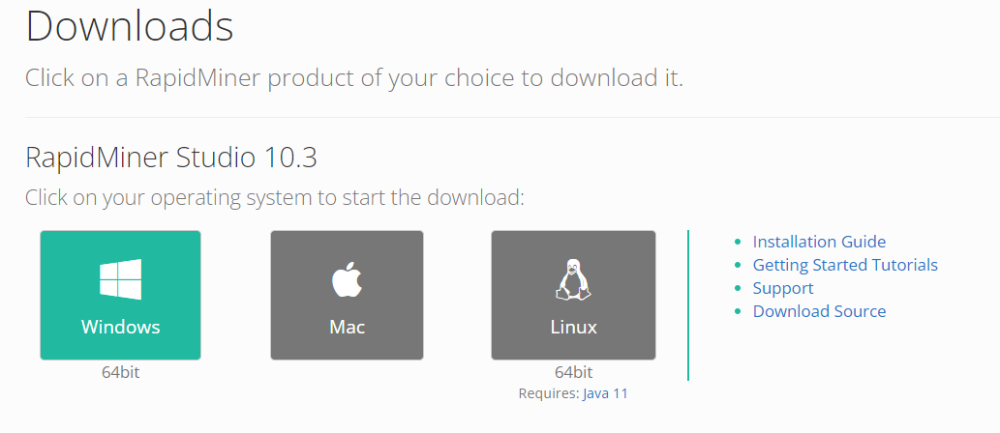 Downloads
Click on a RapidMiner product of your choice to download it.
RapidMiner Studio 10.3
Click on your operating system to start the download:
Windows
64bit
Mac
Linux
64bit
Requires: Java 11
Installation Guide
Getting Started Tutorials
Support
Download Source